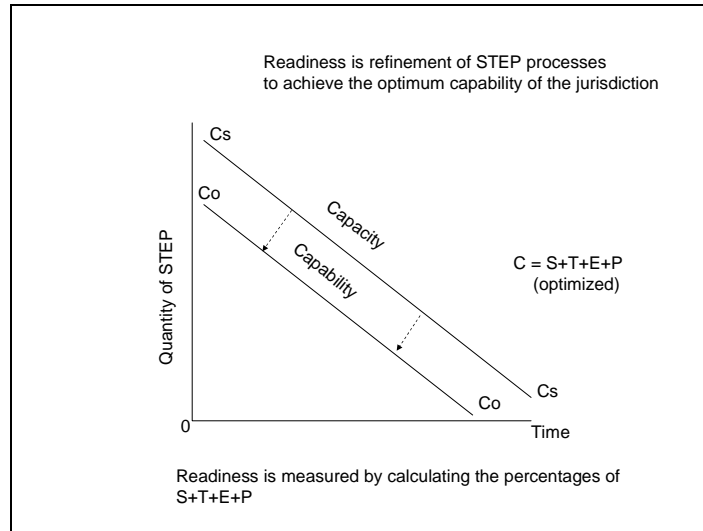 Readiness is refinement of STEP processes
to achieve the optimum capability of the jurisdiction
Cs
Co
Capacity
Capability
Quantity of STEP
C = S+T+E+P
(optimized)
Cs
Co
0
Time
Readiness is measured by calculating the percentages of
S+T+E+P